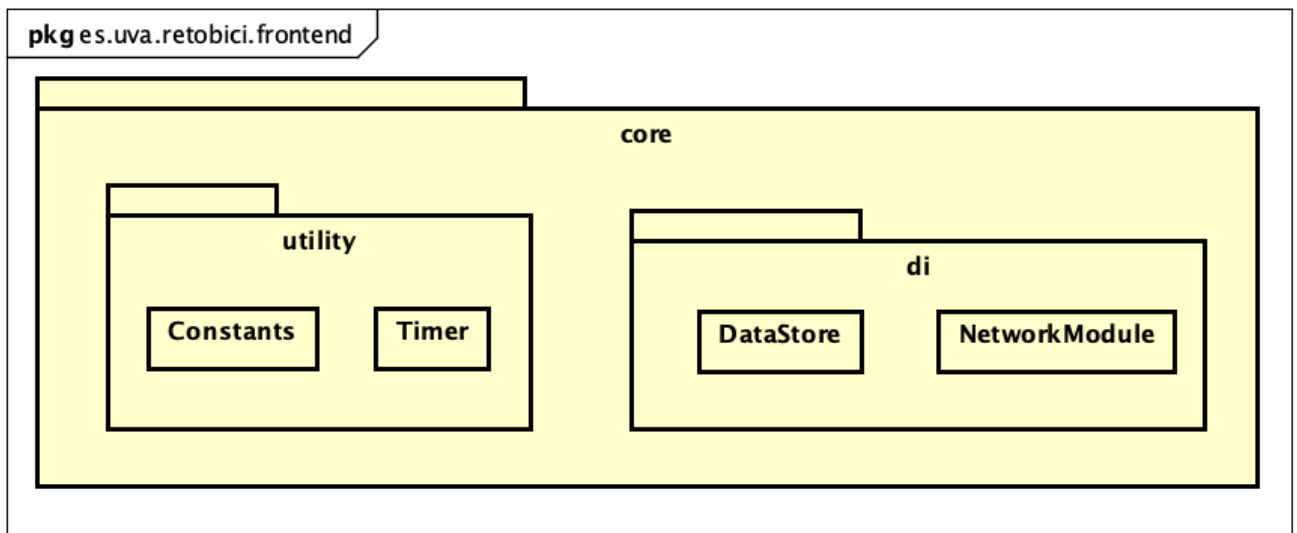 pkg es.uva.retobici.frontend
core
utility
di
Constants
Timer
DataStore
NetworkModule